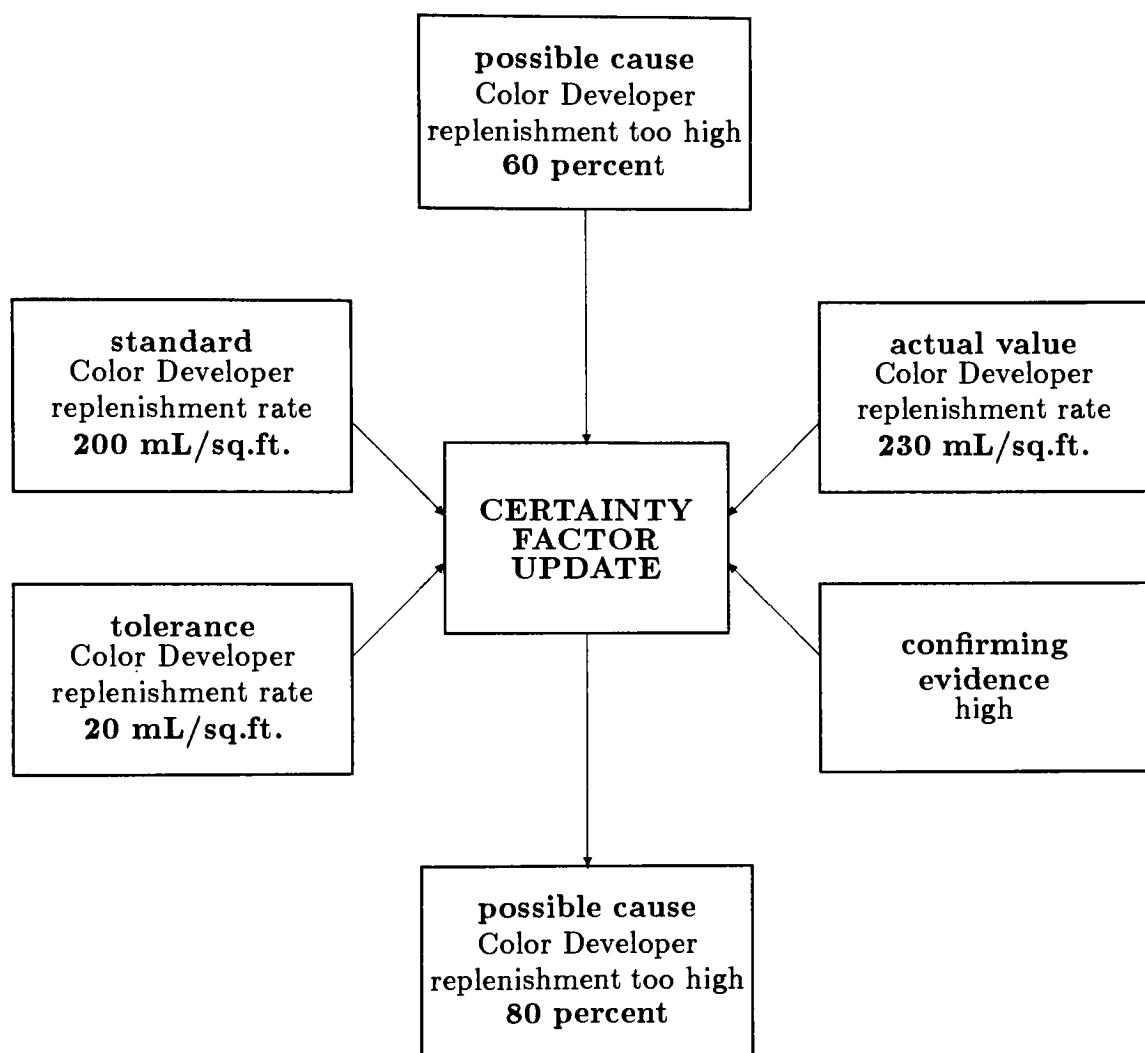 possible cause
Color Developer
replenishment too high
60 percent
standard
Color Developer
replenishment rate
200 mL/sq.ft.
actual value
Color Developer
replenishment rate
230 mL/sq.ft.
CERTAINTY
FACTOR
UPDATE
tolerance
Color Developer
replenishment rate
20 mL/sq.ft.
confirming
evidence
high
possible cause
Color Developer
replenishment too high
80 percent